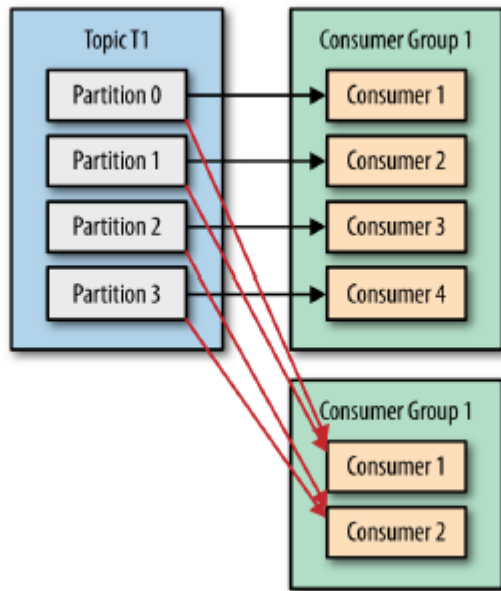 Topic T1
Partition 0
Partition 1
Partition 2
Partition 3
Consumer Group 1
Consumer 1
Consumer 2
Consumer 3
Consumer 4
Consumer Group 1
Consumer 1
Consumer 2